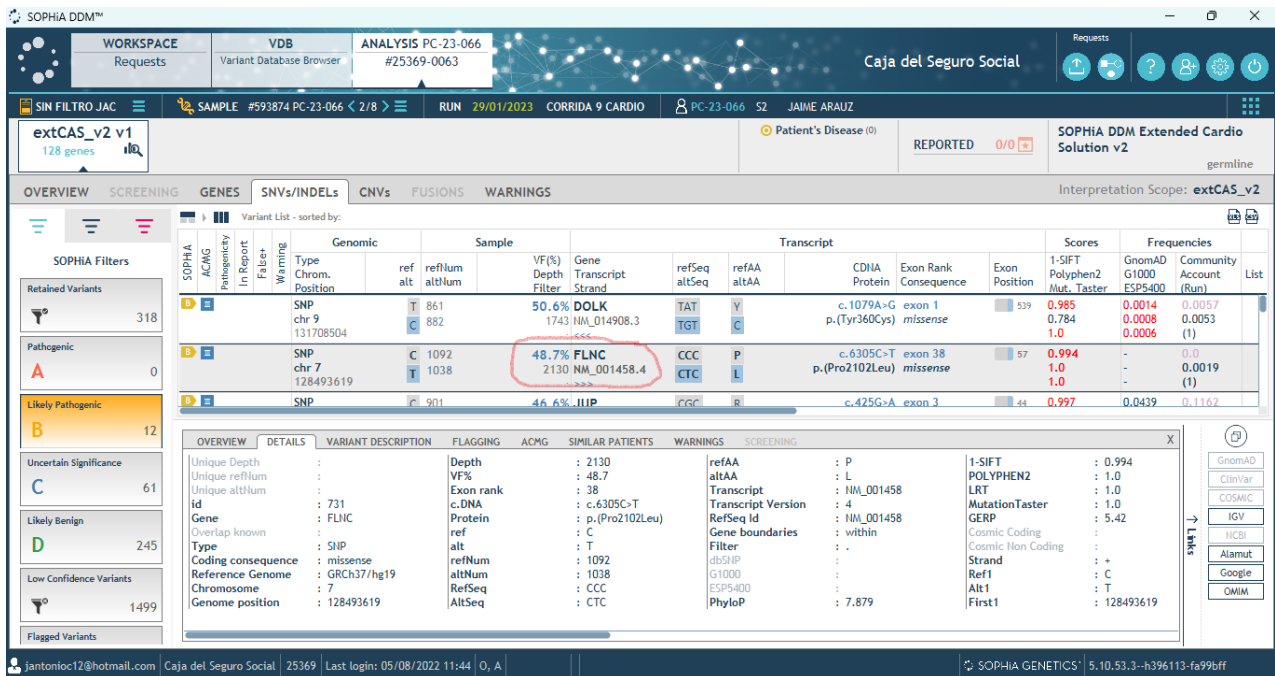 SOPHiA DDM™
WORKSPACE
Requests
VDB
Variant Database Browser
ANALYSIS PC-23-066
#25369-0063
Caja del Seguro Social
Requests
SIN FILTRO JAC
SAMPLE #593874 PC-23-066 < 2/8 >
RUN 29/01/2023 CORRIDA 9 CARDIO
PC-23-066 S2 JAIME ARAUZ
extCAS_v2 v1
128 genes
Patient's Disease (0)
REPORTED 0/0
SOPHiA DDM Extended Cardio
Solution v2
germline
OVERVIEW SCREENING GENES SNVs/INDELs CNVs FUSIONS WARNINGS
Interpretation Scope: extCAS_v2
Variant List - sorted by:
SOPHiA Filters
Retained Variants
318
Pathogenic
A 0
Likely Pathogenic
B 12
Uncertain Significance
C 61
Likely Benign
D 245
Low Confidence Variants
1499
Flagged Variants
SOPHiA
ACMG
Pathogenicity
In Report
False+
Warning
Genomic Sample Transcript Scores Frequencies
Type ref refNum VF(%) Gene refSeq refAA CDNA Exon Rank Exon 1-SIFT GnomAD Community
Chrom. alt altNum Depth Transcript altSeq altAA Protein Consequence Position Polyphen2 G1000 Account List
Position Filter Strand Mut. Taster ESP5400 (Run)
B SNP T 861 50.6% DOLK TAT Y c.1079A>G exon 1 539 0.985 0.0014 0.0057
chr 9 C 882 1743 NM_014908.3 TGT C p.(Tyr360Cys) missense 0.784 0.0008 0.0053
131708504 <<< 1.0 0.0006 (1)
B SNP C 1092 48.7% FLNC CCC P c.6305C>T exon 38 57 0.994 - 0.0
chr 7 T 1038 2130 NM_001458.4 CTC L p.(Pro2102Leu) missense 1.0 - 0.0019
128493619 >>> 1.0 - (1)
B SNP C 901 46.6% JUP CGC R c.425G>A exon 3 44 0.997 0.0439 0.1162
OVERVIEW DETAILS VARIANT DESCRIPTION FLAGGING ACMG SIMILAR PATIENTS WARNINGS SCREENING X
Unique Depth : Depth : 2130 refAA : P 1-SIFT : 0.994
Unique refNum : VF% : 48.7 altAA : L POLYPHEN2 : 1.0
Unique altNum : Exon rank : 38 Transcript : NM_001458 LRT : 1.0
id : 731 c.DNA : c.6305C>T Transcript Version : 4 MutationTaster : 1.0
Gene : FLNC Protein : p.(Pro2102Leu) RefSeq Id : NM_001458 GERP : 5.42
Overlap known : ref : C Gene boundaries : within Cosmic Coding :
Type : SNP alt : T Filter : . Cosmic Non Coding :
Coding consequence : missense refNum : 1092 dbSNP : Strand : +
Reference Genome : GRCh37/hg19 altNum : 1038 G1000 : Ref1 : C
Chromosome : 7 RefSeq : CCC ESP5400 : Alt1 : T
Genome position : 128493619 AltSeq : CTC PhyloP : 7.879 First1 : 128493619
Links
GnomAD
ClinVar
COSMIC
IGV
NCBI
Alamut
Google
OMIM
jantonioc12@hotmail.com Caja del Seguro Social 25369 Last login: 05/08/2022 11:44 O, A
SOPHiA GENETICS 5.10.53.3--h396113-fa99bff